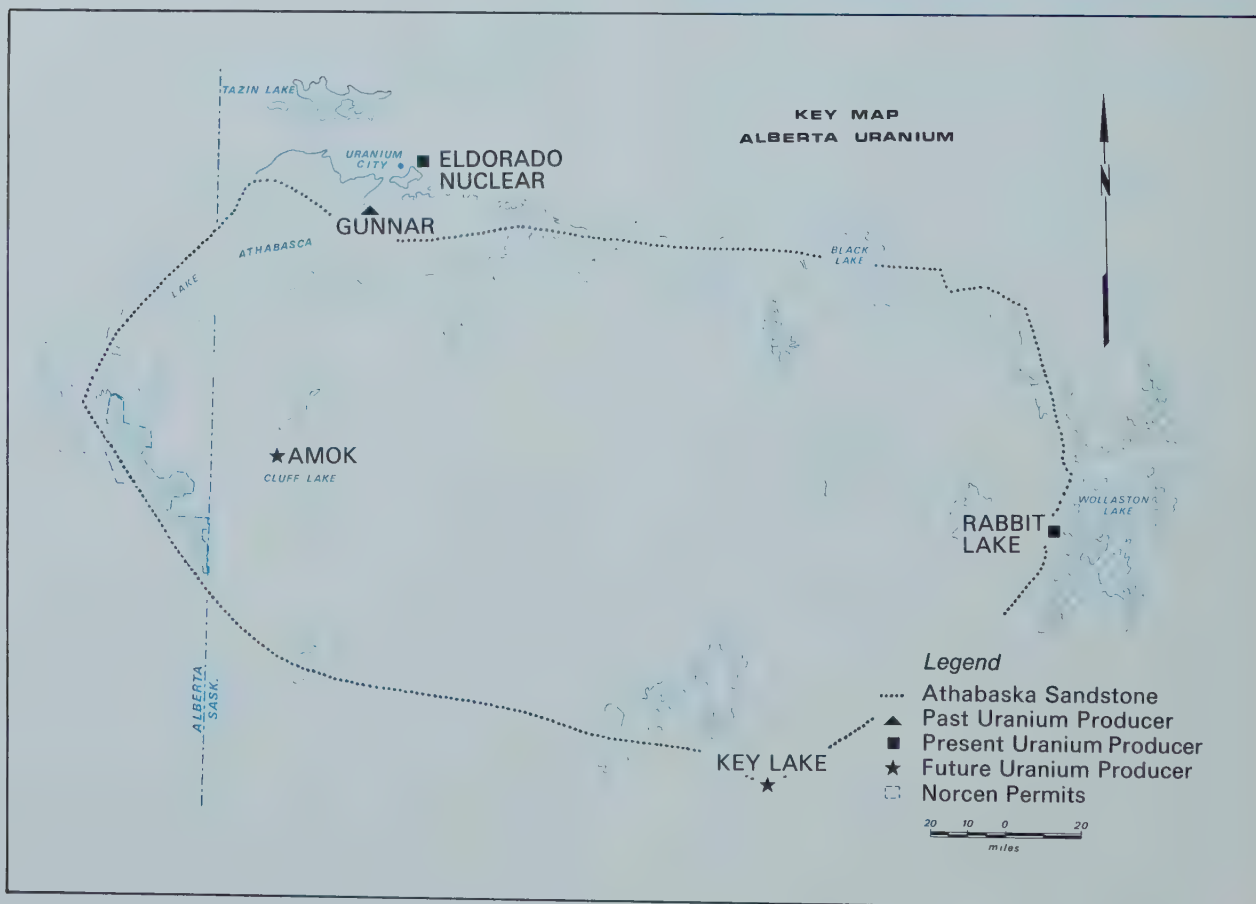 KEY MAP
ALBERTA URANIUM
TAZIN LAKE
URANIUM
CITY
ELDORADO
NUCLEAR
GUNNAR
LAKE ATHABASCA
BLACK
LAKE
N
AMOK
CLUFF LAKE
RABBIT
LAKE
WOLLASTON
LAKE
ALBERTA
SASK.
KEY LAKE
Legend
Athabaska Sandstone
Past Uranium Producer
Present Uranium Producer
Future Uranium Producer
Norcen Permits
20 10 0 20
miles